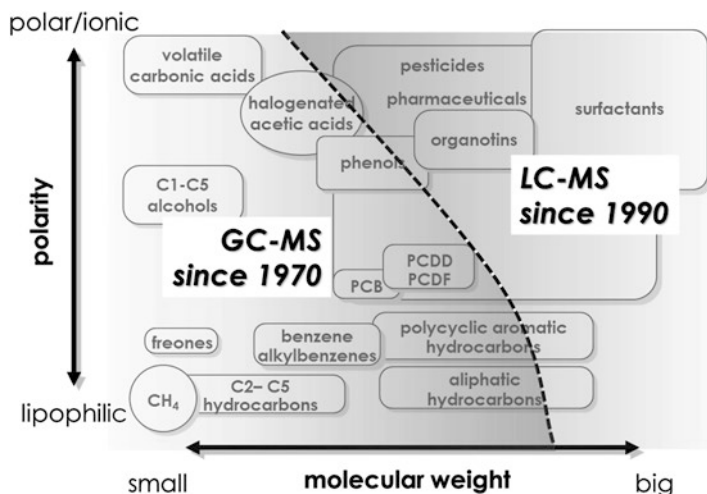 polar/ionic
volatile
carbonic acids
pesticides
pharmaceuticals
surfactants
halogenated
acetic acids
organotins
phenols
C1-C5
alcohols
LC-MS
since 1990
GC-MS
since 1970
polarity
PCDD
PCDF
PCB
freones
benzene
alkylbenzenes
polycyclic aromatic
hydrocarbons
CH₄
C2– C5
hydrocarbons
aliphatic
hydrocarbons
lipophilic
small
molecular weight
big